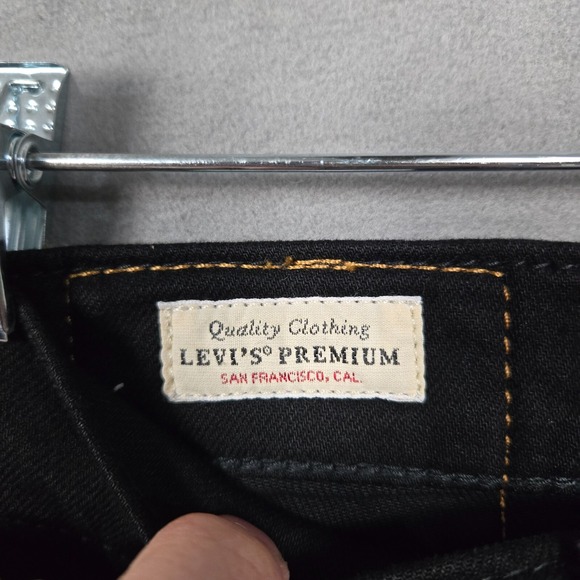 Quality Clothing
LEVI'S® PREMIUM
SAN FRANCISCO, CAL.